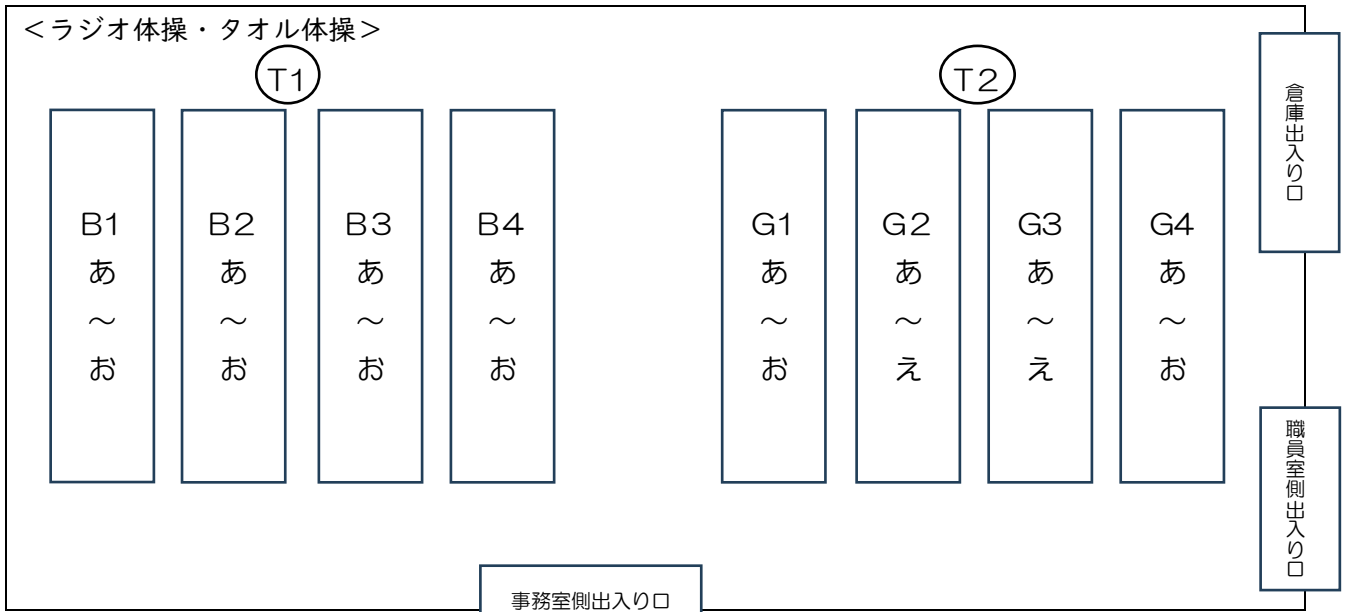 ＜ラジオ体操・タオル体操＞
T1
T2
B1
あ
～
お
B2
あ
～
お
B3
あ
～
お
B4
あ
～
お
G1
あ
～
お
G2
あ
～
え
G3
あ
～
え
G4
あ
～
お
倉庫出入り口
職員室側出入り口
事務室側出入り口